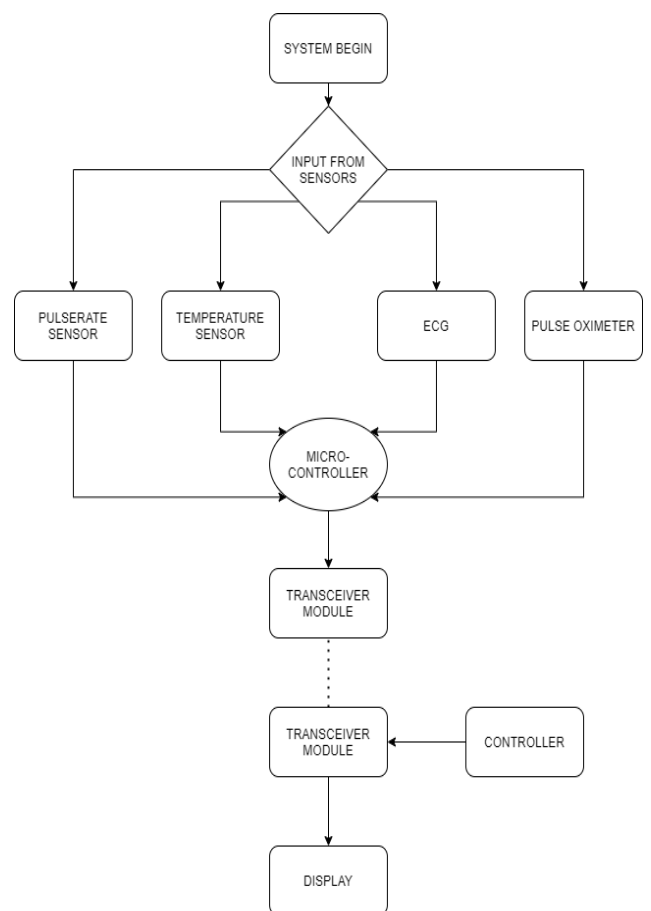 SYSTEM BEGIN
INPUT FROM
SENSORS
PULSERATE
SENSOR
TEMPERATURE
SENSOR
ECG
PULSE OXIMETER
MICRO-
CONTROLLER
TRANSCEIVER
MODULE
TRANSCEIVER
MODULE
CONTROLLER
DISPLAY